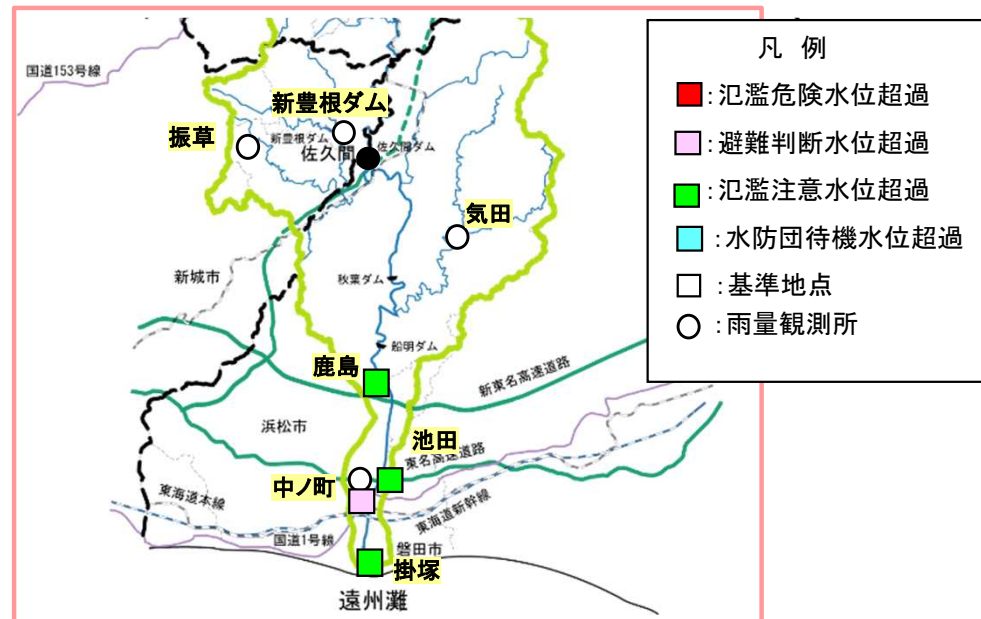 国道153号線
新豊根ダム
振草
新豊根ダム
佐久間
佐久間ダム
気田
新城市
秋葉ダム
船明ダム
鹿島
新東名高速道路
浜松市
池田
東名高速道路
中ノ町
東海道本線
東海道新幹線
国道1号線
磐田市
掛塚
遠州灘
凡 例
:氾濫危険水位超過
:避難判断水位超過
:氾濫注意水位超過
:水防団待機水位超過
:基準地点
:雨量観測所